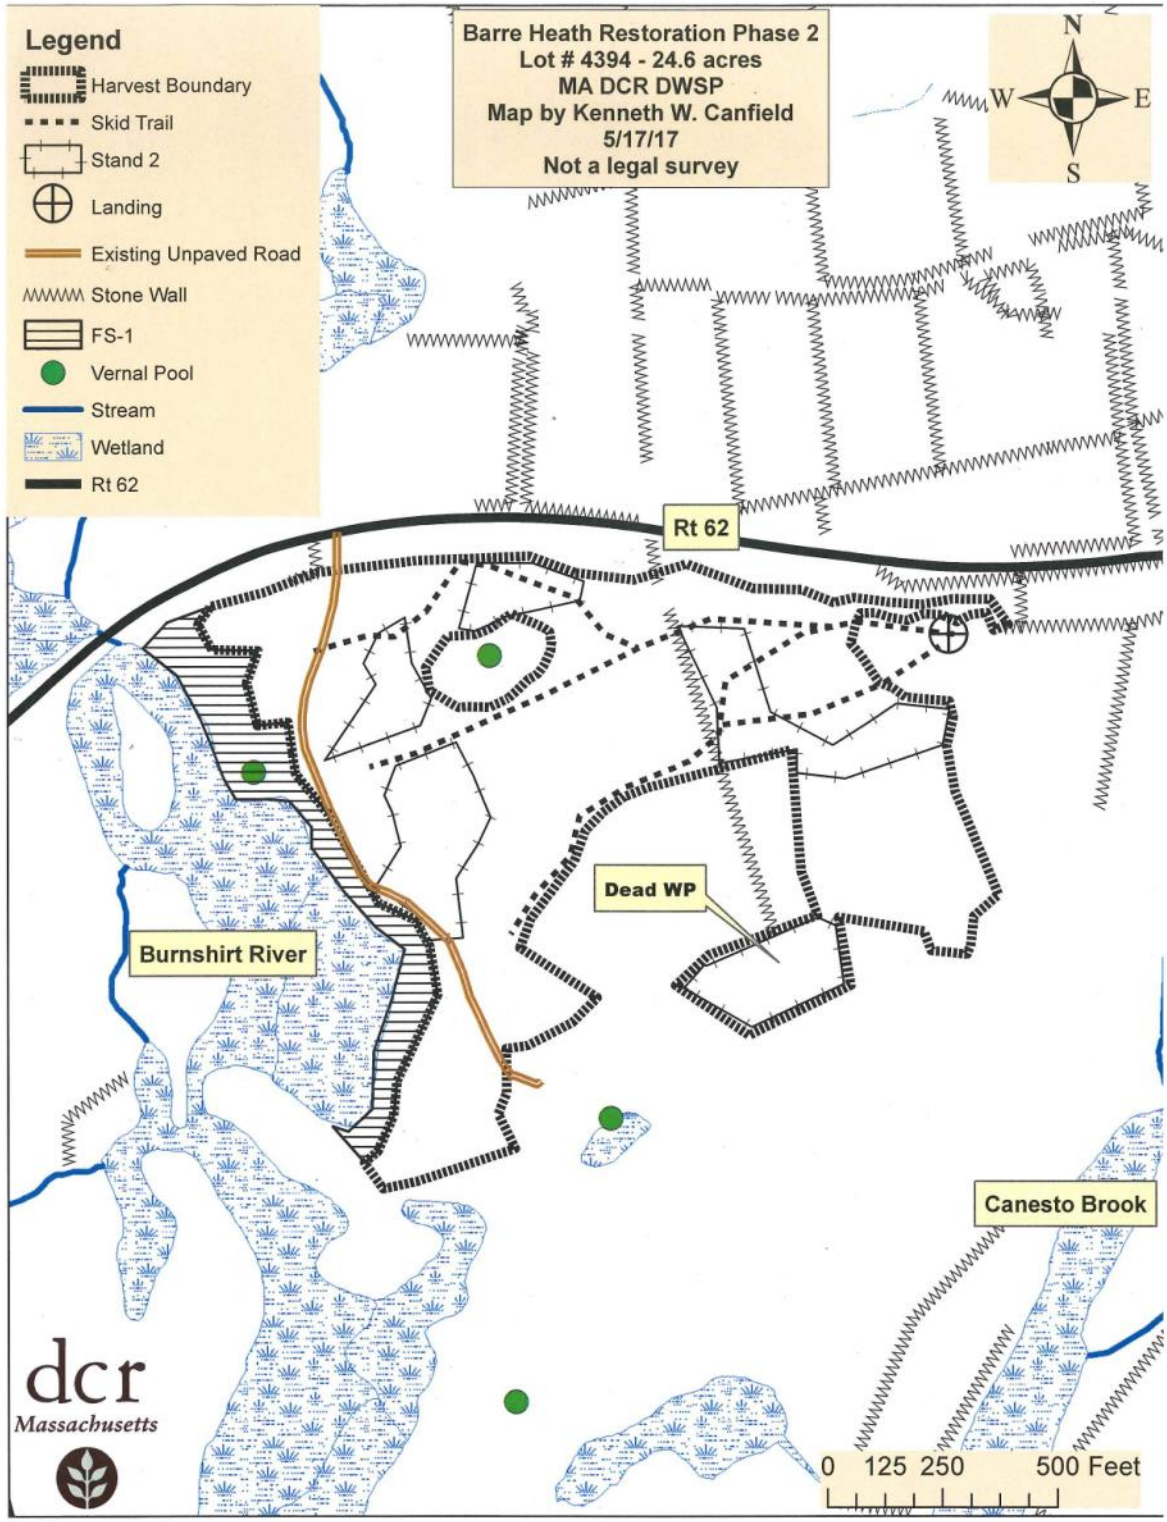 Legend
Harvest Boundary
Skid Trail
Stand 2
Landing
Existing Unpaved Road
Stone Wall
FS-1
Vernal Pool
Stream
Wetland
Rt 62
Barre Heath Restoration Phase 2
Lot # 4394 - 24.6 acres
MA DCR DWSP
Map by Kenneth W. Canfield
5/17/17
Not a legal survey
N
W E
S
Rt 62
Dead WP
Burnshirt River
Canesto Brook
dcr
Massachusetts
0 125 250 500 Feet